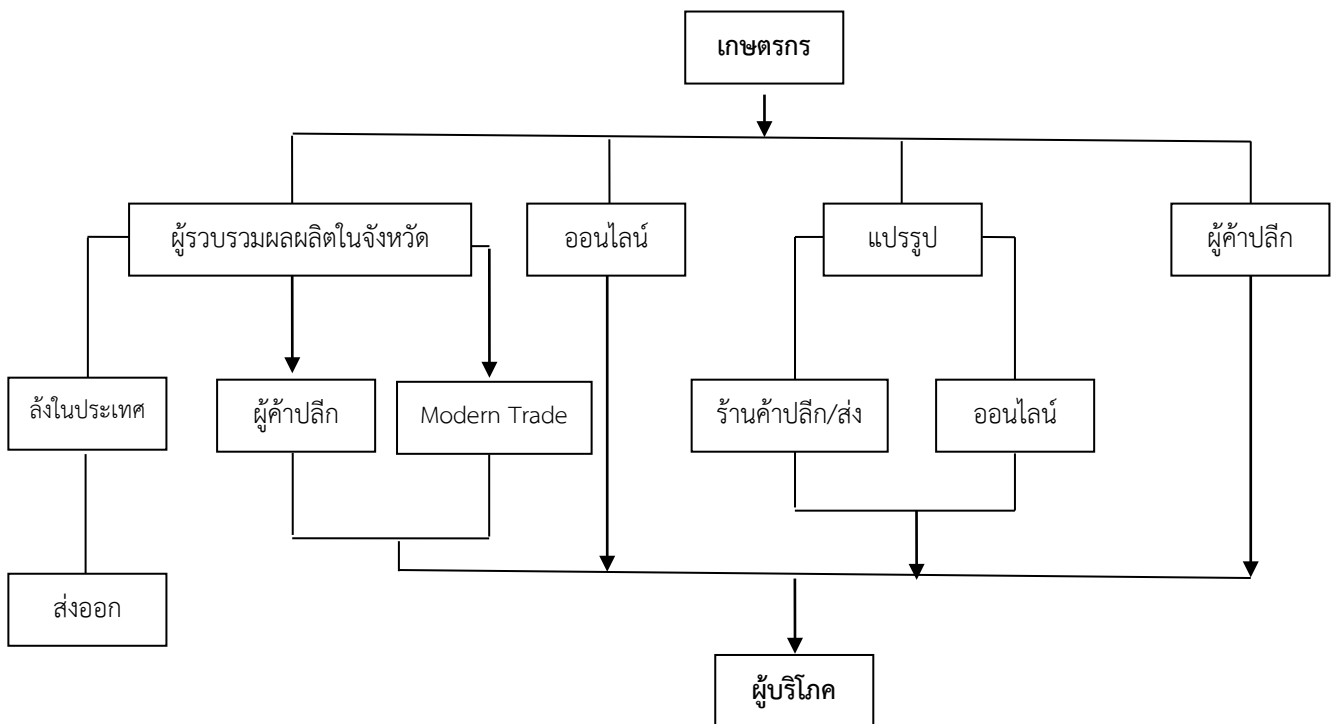 เกษตรกร
ผู้รวบรวมผลผลิตในจังหวัด
ออนไลน์
แปรรูป
ผู้ค้าปลีก
ล้งในประเทศ
ผู้ค้าปลีก
Modern Trade
ร้านค้าปลีก/ส่ง
ออนไลน์
ส่งออก
ผู้บริโภค